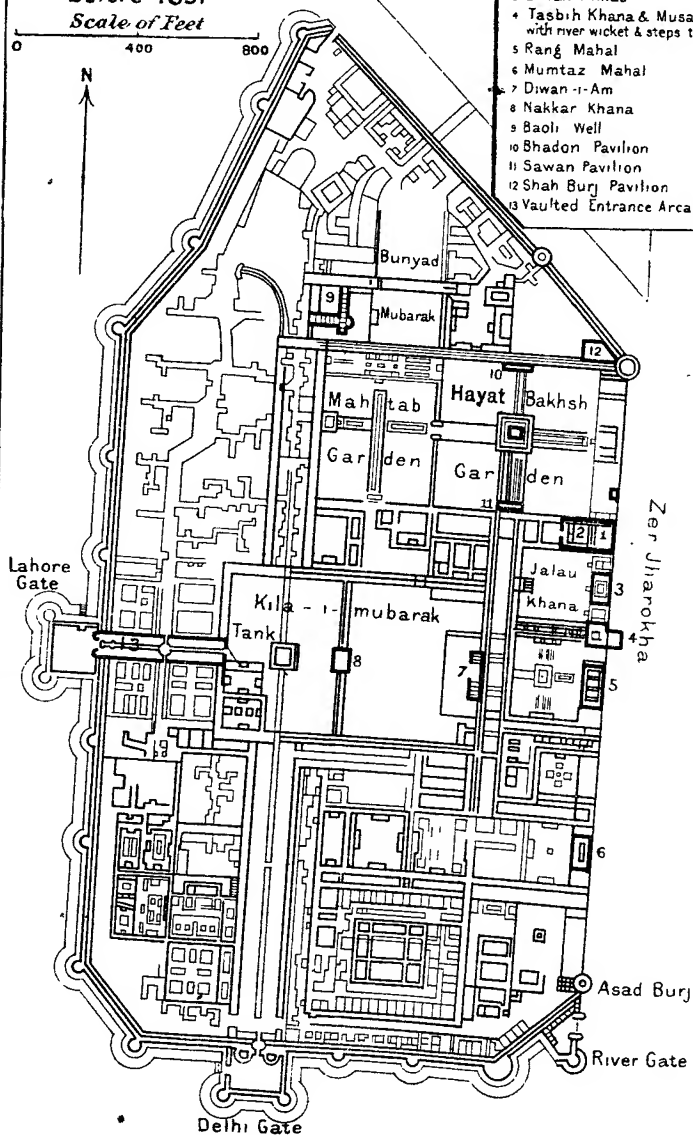 Scale of Feet
0 400 800
N
4 Tasbih Khana & Musa
with river wicket & steps t
5 Rang Mahal
6 Mumtaz Mahal
7 Diwan-i-Am
8 Nakkar Khana
9 Baoli Well
10 Bhadon Pavilion
11 Sawan Pavilion
12 Shah Burj Pavilion
13 Vaulted Entrance Arca
Bunyad
9
Mubarak
12
10
Mahtab
Hayat Bakhsh
Garden
Garden
11
2 1
Zer Jharokha
Lahore
Gate
Jalau
Khana
3
Kila-i-mubarak
Tank
4
13
8
7
5
6
Asad Burj
River Gate
Delhi Gate